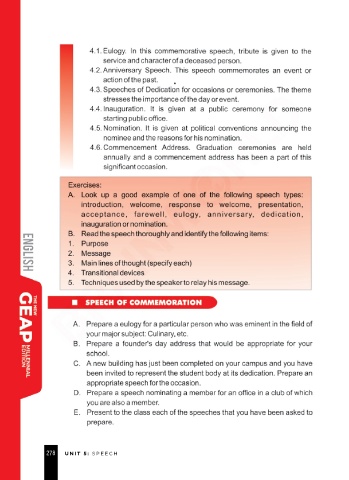 4.1. Eulogy. In this commemorative speech, tribute is given to the
service and character of a deceased person.
4.2. Anniversary Speech. This speech commemorates an event or
action of the past.
4.3. Speeches of Dedication for occasions or ceremonies. The theme
stresses the importance of the day or event.
4.4. Inauguration. It is given at a public ceremony for someone
starting public office.
4.5. Nomination. It is given at political conventions announcing the
nominee and the reasons for his nomination.
4.6. Commencement Address. Graduation ceremonies are held
annually and a commencement address has been a part of this
significant occasion.
Exercises:
A. Look up a good example of one of the following speech types:
introduction, welcome, response to welcome, presentation,
acceptance, farewell, eulogy, anniversary, dedication,
inauguration or nomination.
B. Read the speech thoroughly and identify the following items:
1. Purpose
2. Message
3. Main lines of thought (specify each)
4. Transitional devices
5. Techniques used by the speaker to relay his message.
SPEECH OF COMMEMORATION
A. Prepare a eulogy for a particular person who was eminent in the field of
your major subject: Culinary, etc.
B. Prepare a founder's day address that would be appropriate for your
school.
C. A new building has just been completed on your campus and you have
been invited to represent the student body at its dedication. Prepare an
appropriate speech for the occasion.
D. Prepare a speech nominating a member for an office in a club of which
you are also a member.
E. Present to the class each of the speeches that you have been asked to
prepare.
ENGLISH
THE NEW
GEAP
MILLENNIAL
EDITION
278 UNIT 5: SPEECH